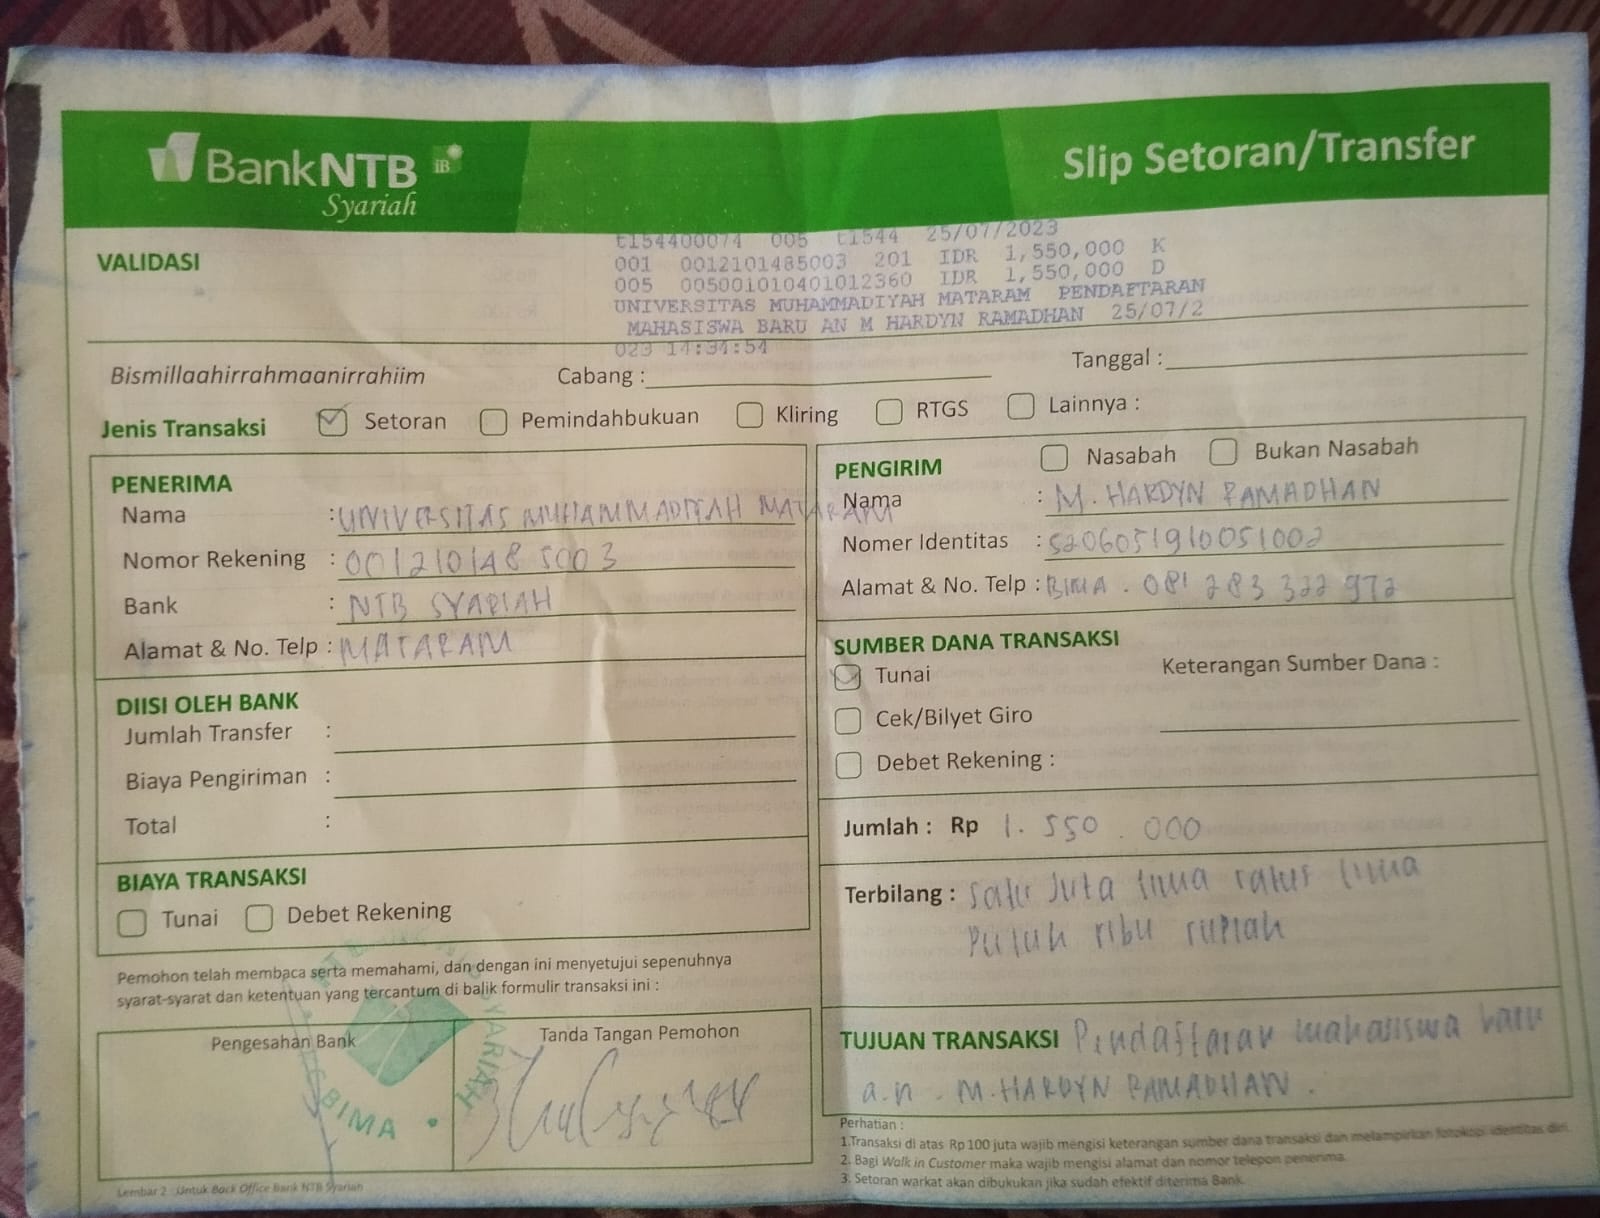 BankNTB iB
Syariah
Slip Setoran/Transfer
VALIDASI
t154400074 005 t1544 25/07/2023
001 0012101485003 201 IDR 1,550,000 K
005 005001010401012360 IDR 1,550,000 D
UNIVERSITAS MUHAMMADIYAH MATARAM PENDAFTARAN
MAHASISWA BARU AN M HARDYN RAMADHAN 25/07/2
023 14:34:54
Bismillaahirrahmaanirrahiim Cabang : Tanggal :
Jenis Transaksi Setoran Pemindahbukuan Kliring RTGS Lainnya :
PENERIMA
Nama : UNIVERSITAS MUHAMMADIYAH MATARAM
Nomor Rekening : 0012101485003
Bank : NTB SYARIAH
Alamat & No. Telp : MATARAM
DIISI OLEH BANK
Jumlah Transfer :
Biaya Pengiriman :
Total :
BIAYA TRANSAKSI
Tunai Debet Rekening
Pemohon telah membaca serta memahami, dan dengan ini menyetujui sepenuhnya
syarat-syarat dan ketentuan yang tercantum di balik formulir transaksi ini :
Pengesahan Bank
Tanda Tangan Pemohon
SYARIAH
BIMA
Lembar 2 : Untuk Back Office Bank NTB Syariah
PENGIRIM Nasabah Bukan Nasabah
Nama : M. HARDYN RAMADHAN
Nomer Identitas : 5206051910051002
Alamat & No. Telp : BIMA . 081 283 322 972
SUMBER DANA TRANSAKSI
Tunai Keterangan Sumber Dana :
Cek/Bilyet Giro
Debet Rekening :
Jumlah : Rp 1. 550 . 000
Terbilang : satu Juta lima ratus lima
puluh ribu rupiah
TUJUAN TRANSAKSI Pendaftaran mahasiswa baru
a.n . M. HARDYN RAMADHAN .
Perhatian :
1.Transaksi di atas Rp 100 juta wajib mengisi keterangan sumber dana transaksi dan melampirkan fotokopi identitas diri.
2. Bagi Walk in Customer maka wajib mengisi alamat dan nomor telepon penerima.
3. Setoran warkat akan dibukukan jika sudah efektif diterima Bank.